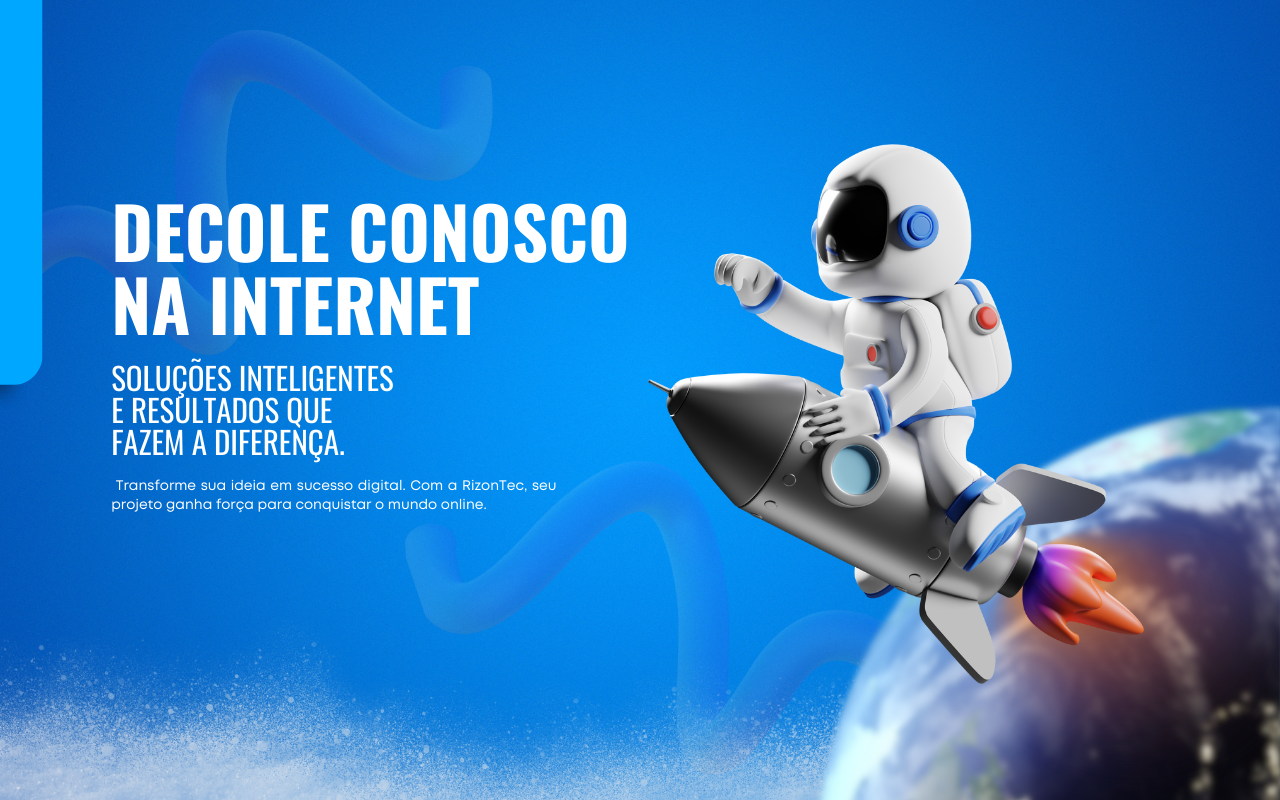 DECOLE CONOSCO
NA INTERNET
SOLUÇÕES INTELIGENTES
E RESULTADOS QUE
FAZEM A DIFERENÇA.
Transforme sua ideia em sucesso digital. Com a RizonTec, seu
projeto ganha força para conquistar o mundo online.